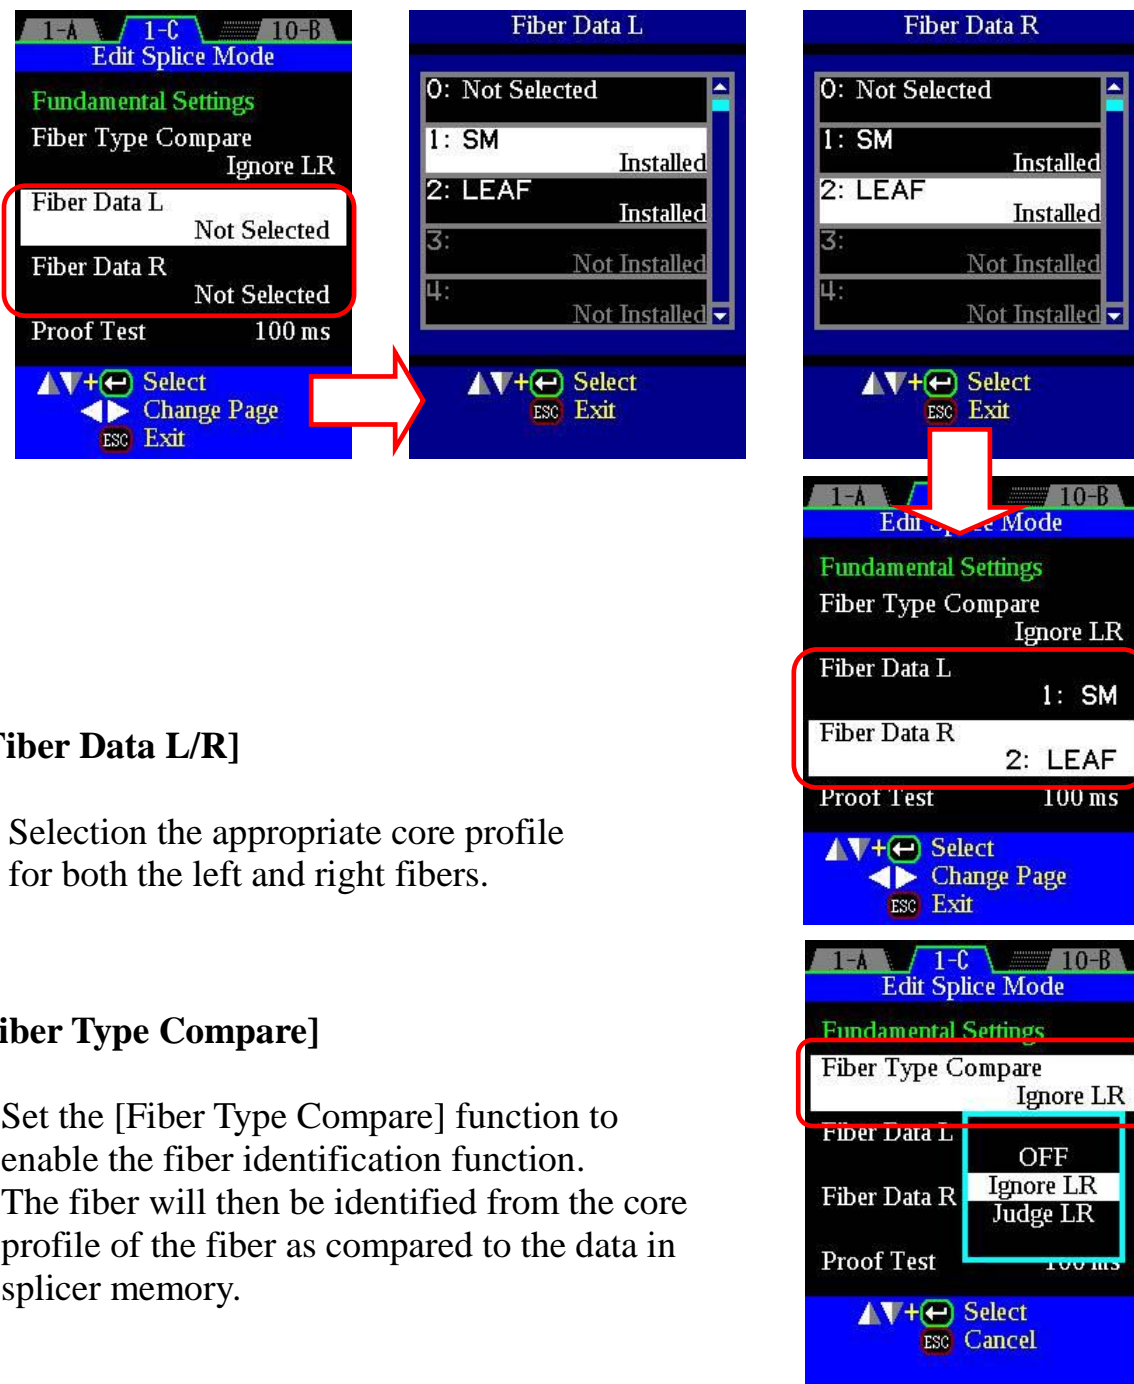 1-A 1-C 10-B
Edit Splice Mode
Fundamental Settings
Fiber Type Compare
Ignore LR
Fiber Data L
Not Selected
Fiber Data R
Not Selected
Proof Test 100 ms
+ Select
Change Page
ESC Exit
Fiber Data L
0: Not Selected
1: SM
Installed
2: LEAF
Installed
3:
Not Installed
4:
Not Installed
+ Select
ESC Exit
Fiber Data R
0: Not Selected
1: SM
Installed
2: LEAF
Installed
3:
Not Installed
4:
Not Installed
+ Select
ESC Exit
1-A 10-B
Mode
Fundamental Settings
Fiber Type Compare
Ignore LR
Fiber Data L
1: SM
Fiber Data R
2: LEAF
Proof Test 100 ms
+ Select
Change Page
ESC Exit
iber Data L/R]
Selection the appropriate core profile
for both the left and right fibers.
iber Type Compare]
Set the [Fiber Type Compare] function to
enable the fiber identification function.
The fiber will then be identified from the core
profile of the fiber as compared to the data in
splicer memory.
1-A 1-C 10-B
Edit Splice Mode
Fundamental Settings
Fiber Type Compare
Ignore LR
Fiber Data L
OFF
Ignore LR
Fiber Data R
Judge LR
Proof Test 100 ms
+ Select
ESC Cancel